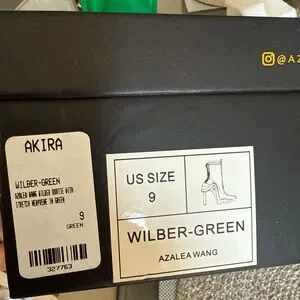 @AZ
AKIRA
WILBER-GREEN
AZALEA WANG WILBER BOOTIE WITH
STRETCH NEOPRENE IN GREEN
9
GREEN
327763
US SIZE
9
WILBER-GREEN
AZALEA WANG